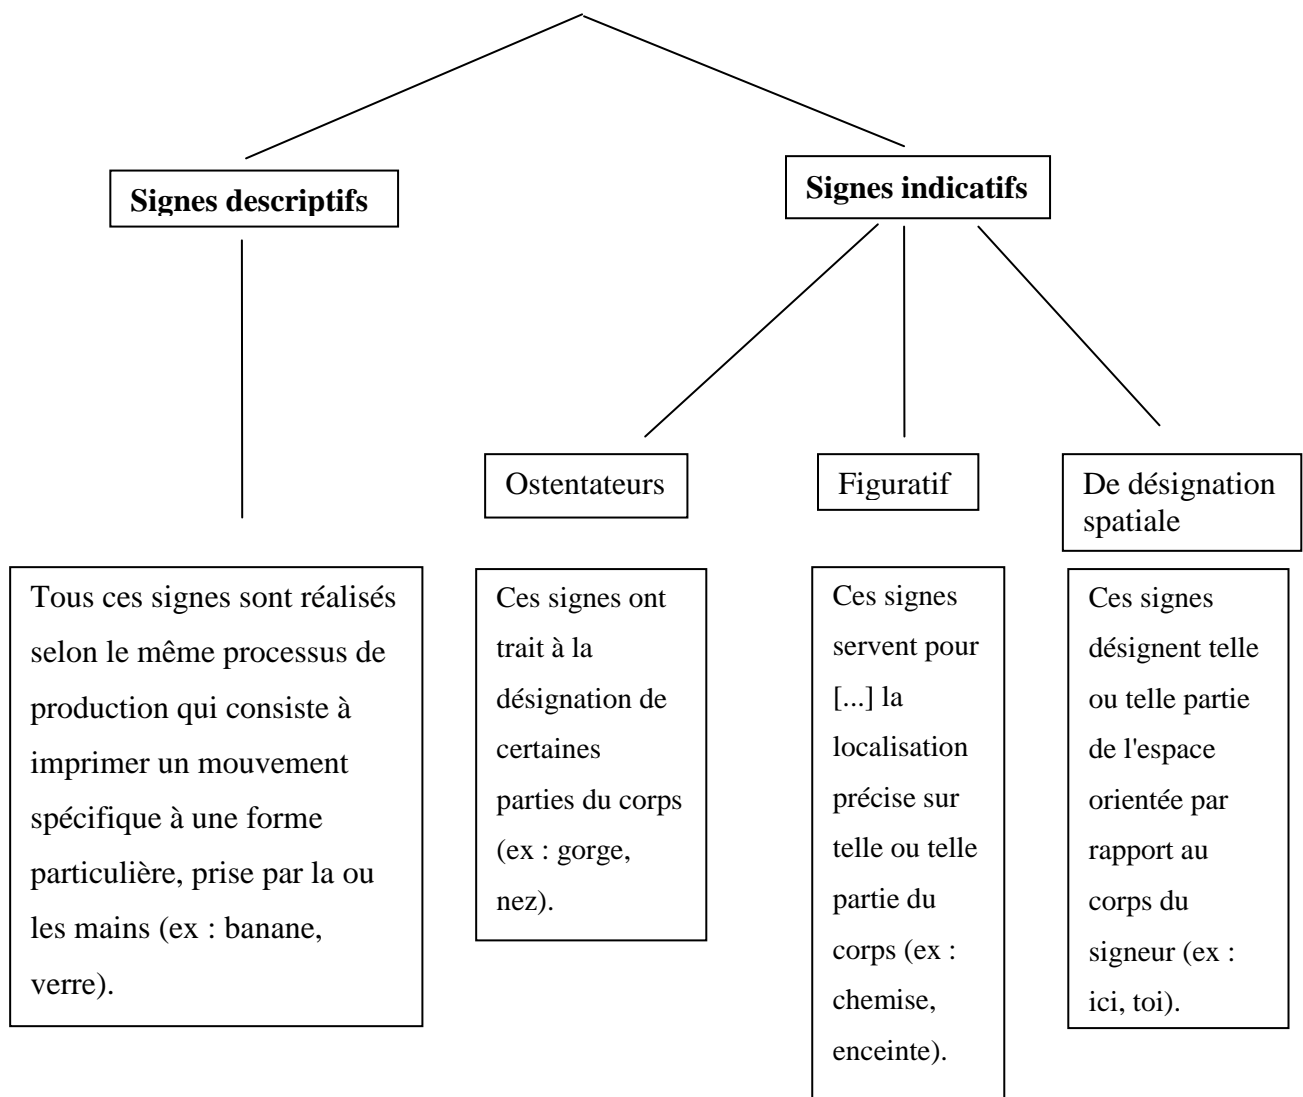 Signes descriptifs
Signes indicatifs
Ostentateurs
Figuratif
De désignation
spatiale
Tous ces signes sont réalisés
selon le même processus de
production qui consiste à
imprimer un mouvement
spécifique à une forme
particulière, prise par la ou
les mains (ex : banane,
verre).
Ces signes ont
trait à la
désignation de
certaines
parties du corps
(ex : gorge,
nez).
Ces signes
servent pour
[...] la
localisation
précise sur
telle ou telle
partie du
corps (ex :
chemise,
enceinte).
Ces signes
désignent telle
ou telle partie
de l'espace
orientée par
rapport au
corps du
signeur (ex :
ici, toi).